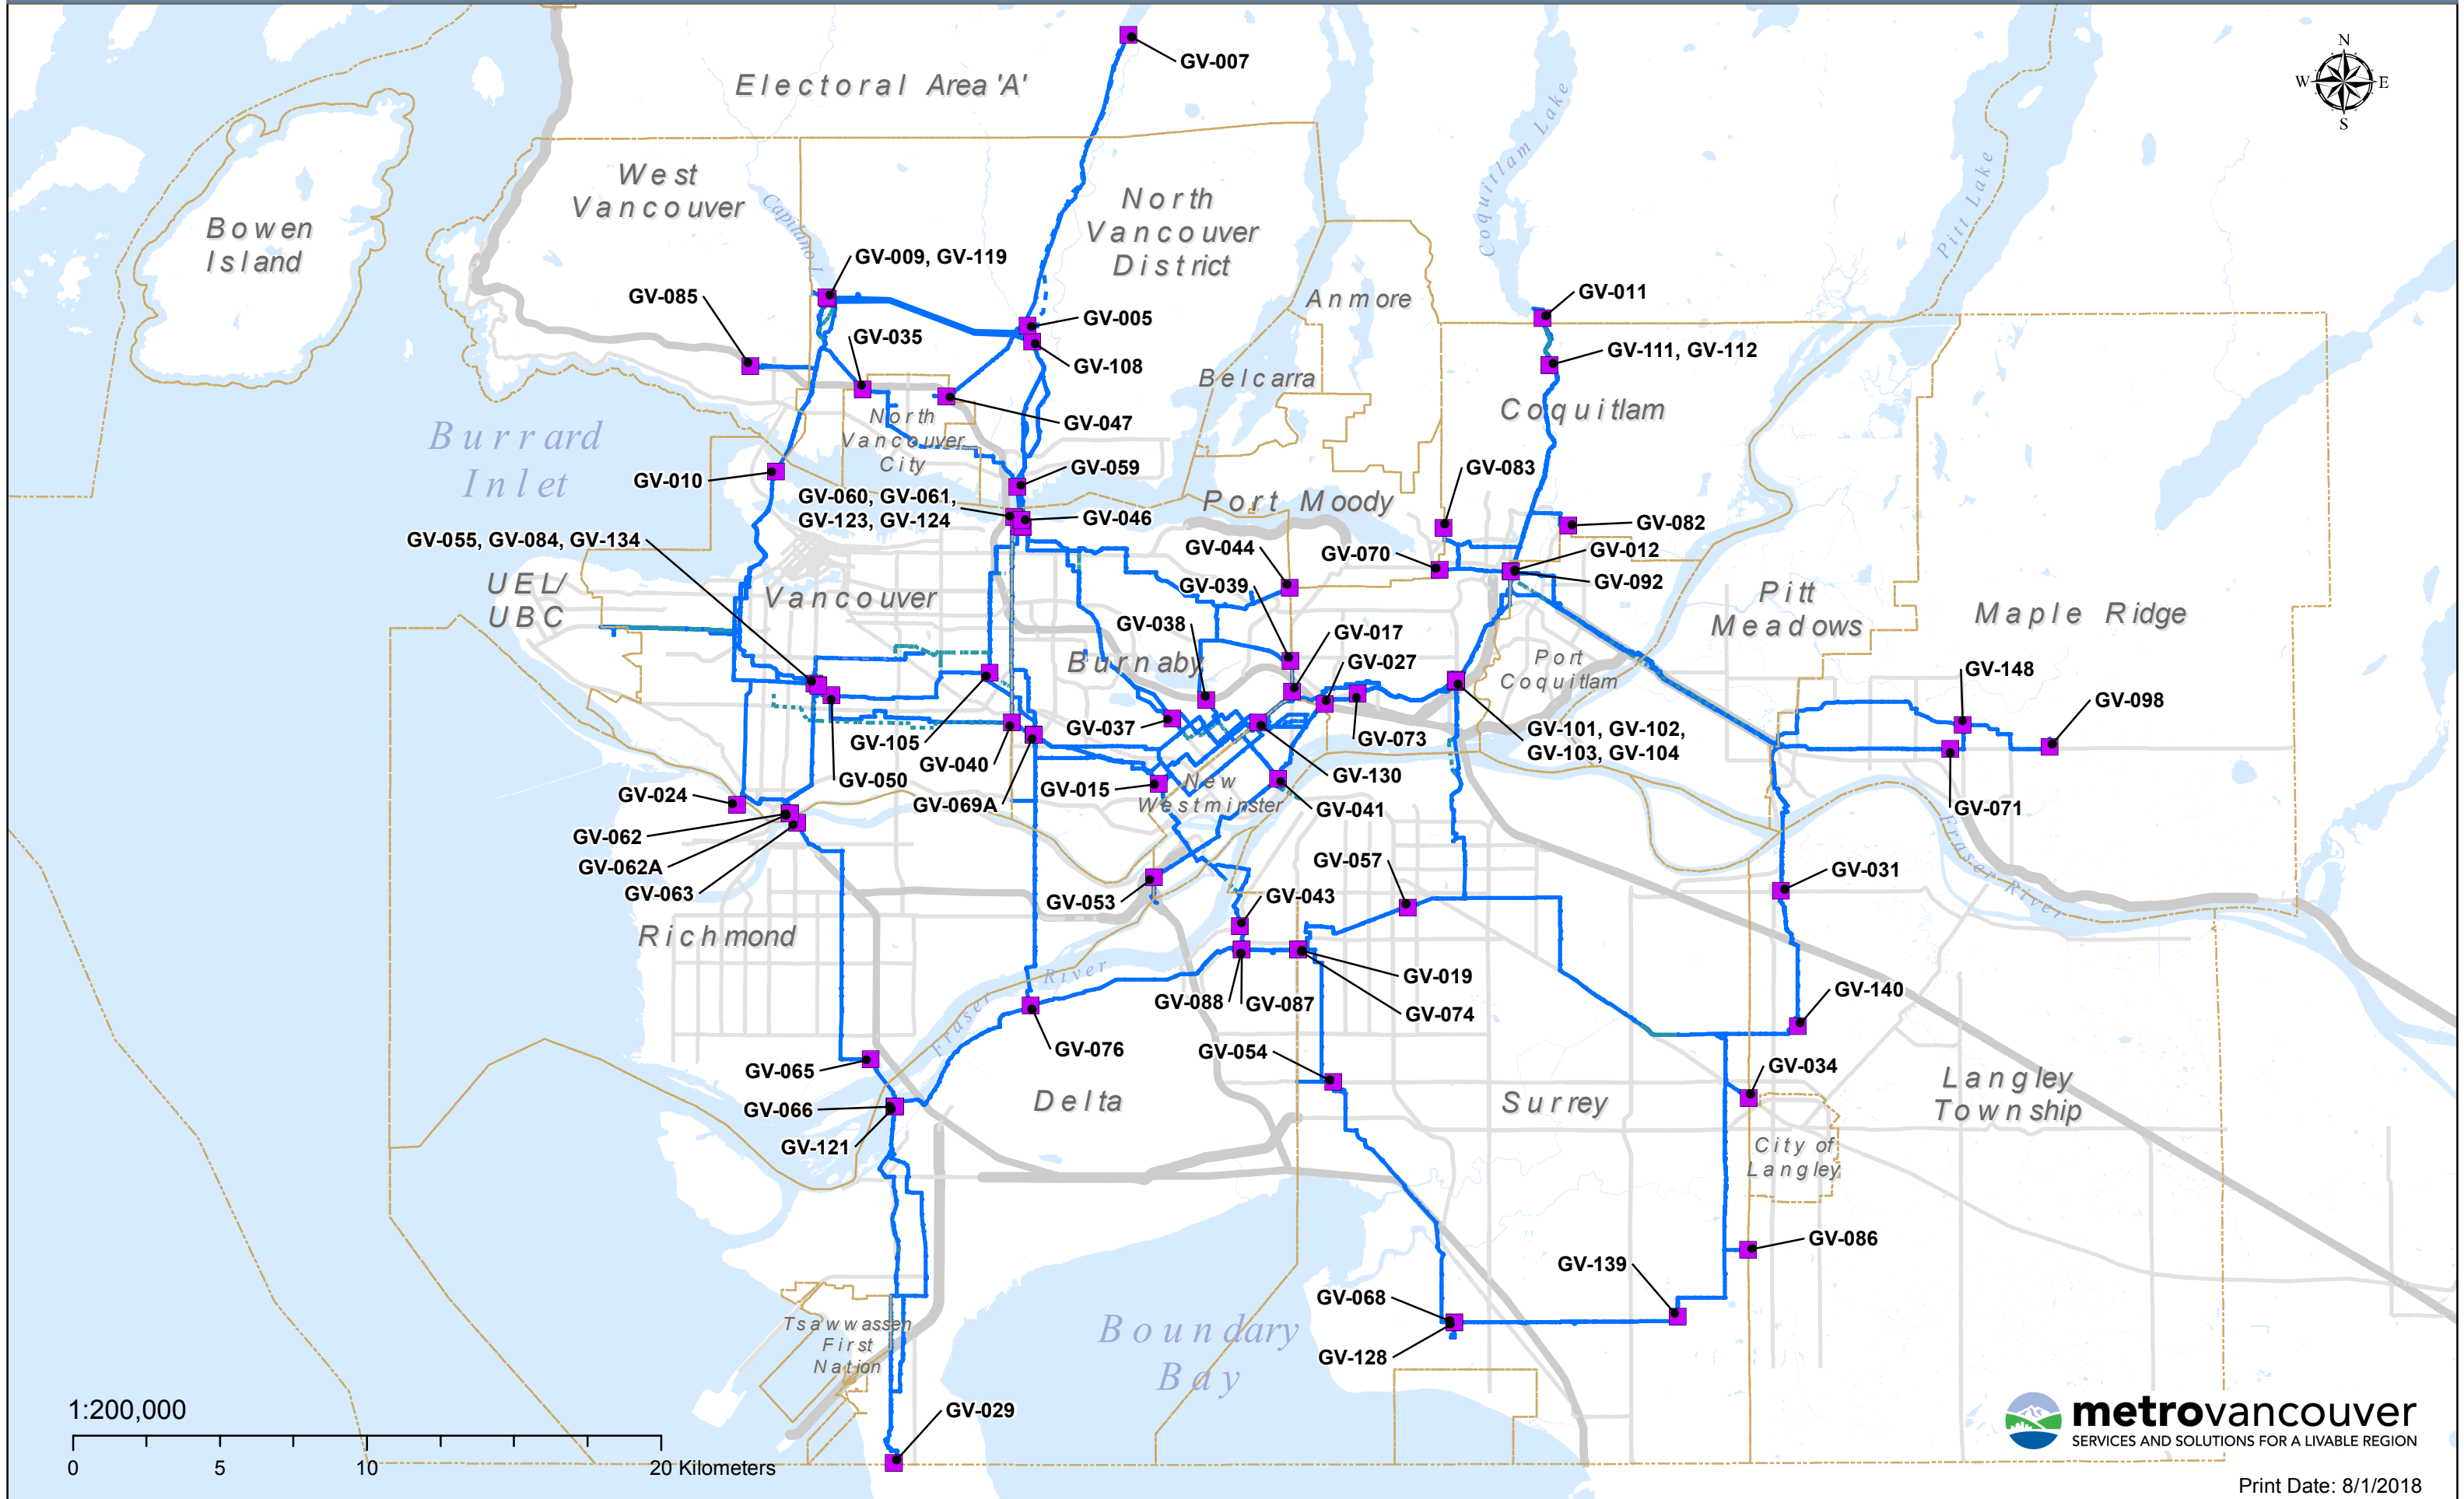 GV-007
Electoral Area 'A'
N
W
E
S
Coquitlam Lake
Pitt Lake
West
Vancouver
North
Vancouver
District
Capilano L.
Bowen
Island
GV-009, GV-119
GV-085
GV-005
GV-011
Anmore
GV-035
GV-108
GV-111, GV-112
Belcarra
Coquitlam
GV-047
North
Vancouver
City
Burrard
Inlet
GV-059
GV-083
GV-010
GV-060, GV-061,
GV-123, GV-124
GV-046
Port Moody
GV-082
GV-055, GV-084, GV-134
GV-044
GV-070
GV-012
GV-092
GV-039
UEL/
UBC
Vancouver
GV-038
GV-017
Pitt
Meadows
Maple Ridge
Burnaby
GV-027
Port
Coquitlam
GV-148
GV-098
GV-037
GV-073
GV-101, GV-102,
GV-103, GV-104
GV-105
GV-040
GV-050
GV-130
GV-015
New
Westminster
GV-024
GV-069A
GV-041
GV-071
GV-062
GV-062A
GV-063
GV-057
GV-031
Fraser River
GV-053
GV-043
Richmond
GV-019
GV-140
GV-088
GV-087
GV-074
Fraser River
GV-076
GV-054
GV-065
GV-034
GV-066
Delta
Surrey
Langley
Township
GV-121
City of
Langley
GV-086
GV-139
GV-068
Tsawwassen
First
Nation
Boundary
Bay
GV-128
GV-029
1:200,000
0
5
10
20 Kilometers
metrovancouver
SERVICES AND SOLUTIONS FOR A LIVABLE REGION
Print Date: 8/1/2018